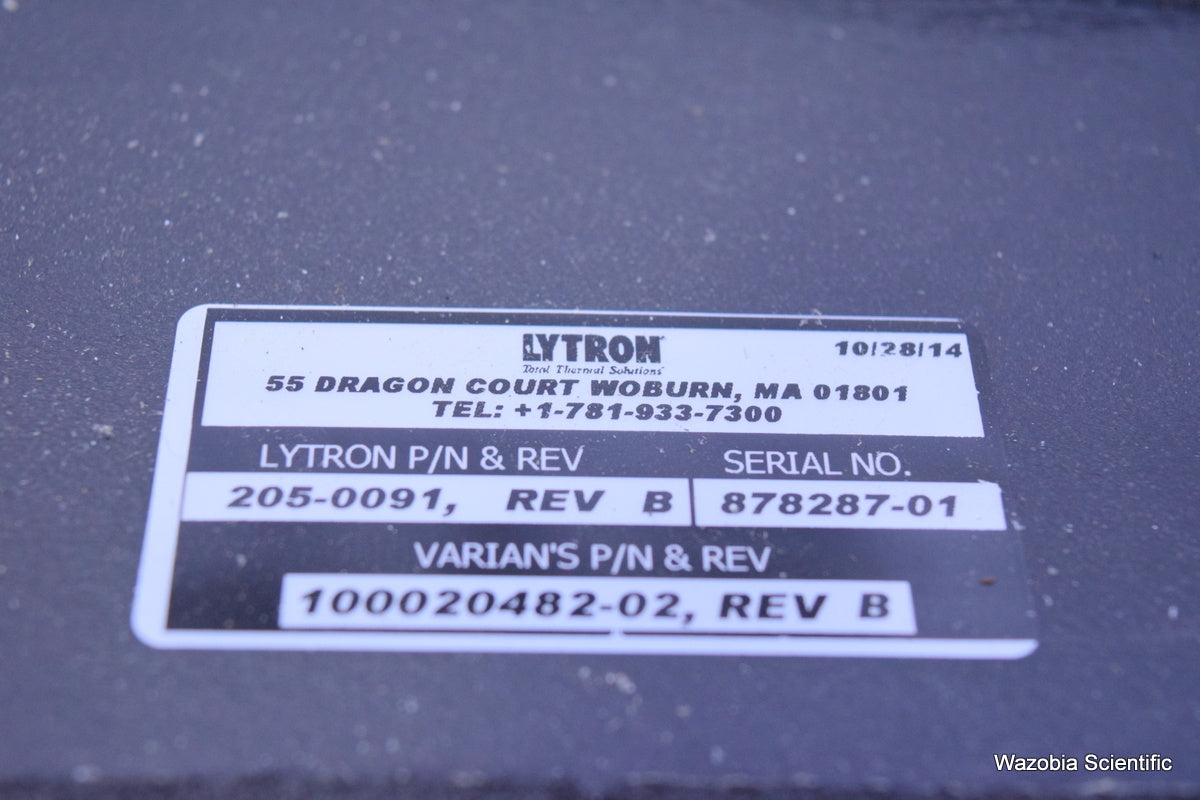 LYTRON 10/28/14
Total Thermal Solutions
55 DRAGON COURT WOBURN, MA 01801
TEL: +1-781-933-7300
LYTRON P/N & REV SERIAL NO.
205-0091, REV B 878287-01
VARIAN'S P/N & REV
100020482-02, REV B
Wazobia Scientific